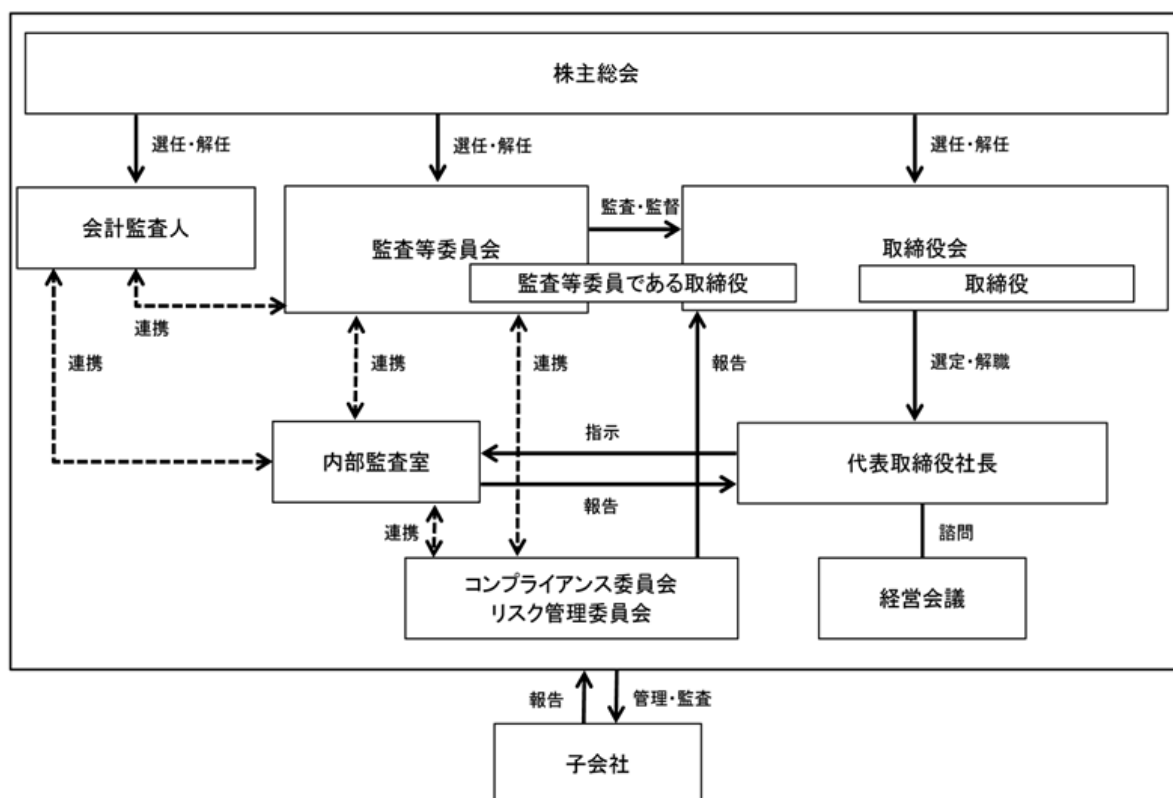 株主総会
選任・解任
選任・解任
選任・解任
会計監査人
監査等委員会
監査・監督
取締役会
監査等委員である取締役
取締役
連携
連携
連携
連携
報告
選定・解職
内部監査室
指示
報告
代表取締役社長
連携
諮問
コンプライアンス委員会
リスク管理委員会
経営会議
報告
管理・監査
子会社